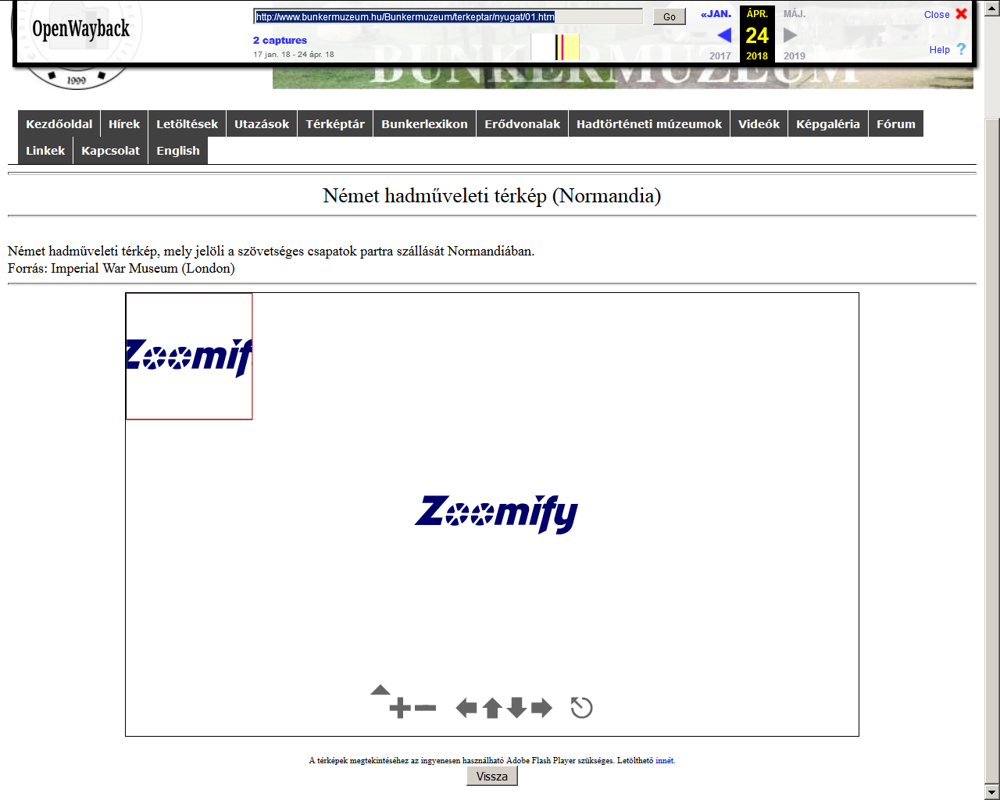 OpenWayback
http://www.bunkermuzeum.hu/Bunkermuzeum/terkeptar/nyugat/01.htm
Go
«JAN.
ÁPR.
MÁJ.
Close
2 captures
24
17 jan. 18 - 24 ápr. 18
2017
2018
2019
Help
BUNKERMÚZEUM
1999
Kezdőoldal
Hírek
Letöltések
Utazások
Térképtár
Bunkerlexikon
Erődvonalak
Hadtörténeti múzeumok
Videók
Képgaléria
Fórum
Linkek
Kapcsolat
English
Német hadműveleti térkép (Normandia)
Német hadműveleti térkép, mely jelöli a szövetséges csapatok partra szállását Normandiában.
Forrás: Imperial War Museum (London)
Zoomif
Zoomify
A térképek megtekintéséhez az ingyenesen használható Adobe Flash Player szükséges. Letölthető innét.
Vissza